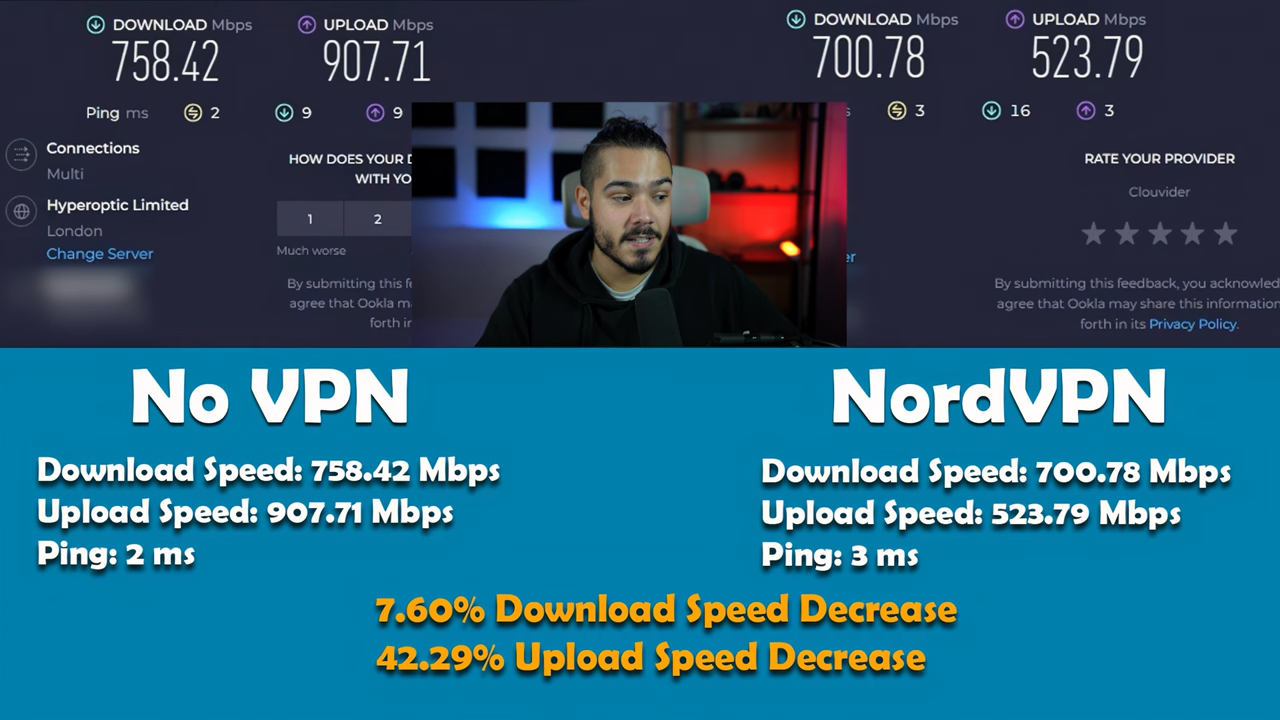 DOWNLOAD Mbps
758.42
UPLOAD Mbps
907.71
Ping ms 2 9 9
Connections
Multi
Hyperoptic Limited
London
Change Server
HOW DOES YOUR D
WITH YO
1 2
Much worse
By submitting this f
agree that Ookla ma
forth in
DOWNLOAD Mbps
700.78
UPLOAD Mbps
523.79
s 3 16 3
er
RATE YOUR PROVIDER
Clouvider
By submitting this feedback, you acknowled
agree that Ookla may share this information
forth in its Privacy Policy.
No VPN
Download Speed: 758.42 Mbps
Upload Speed: 907.71 Mbps
Ping: 2 ms
NordVPN
Download Speed: 700.78 Mbps
Upload Speed: 523.79 Mbps
Ping: 3 ms
7.60% Download Speed Decrease
42.29% Upload Speed Decrease